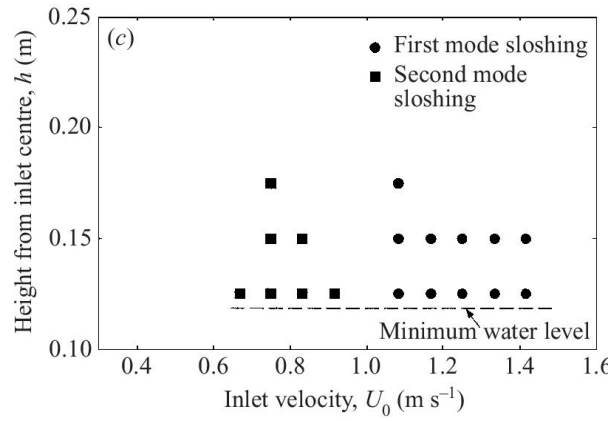 0.25
(c)
First mode sloshing
Second mode
sloshing
0.20
0.15
0.10
Height from inlet centre, h (m)
Minimum water level
0.4 0.6 0.8 1.0 1.2 1.4 1.6
Inlet velocity, U₀ (m s⁻¹)